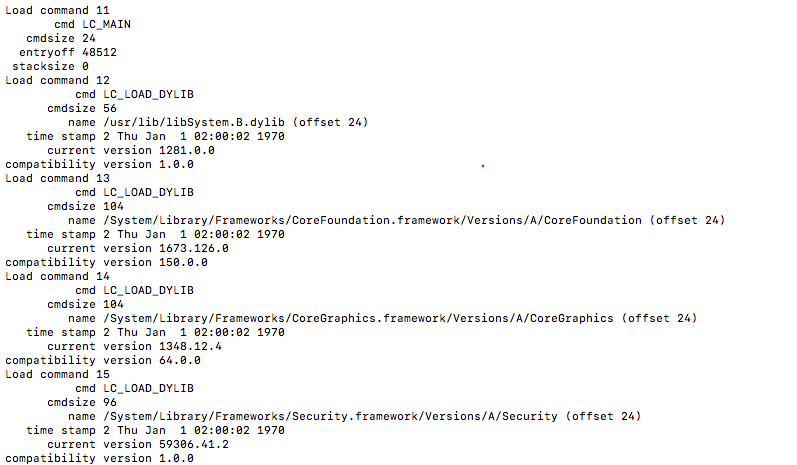 Load command 11
cmd LC_MAIN
cmdsize 24
entryoff 48512
stacksize 0
Load command 12
cmd LC_LOAD_DYLIB
cmdsize 56
name /usr/lib/libSystem.B.dylib (offset 24)
time stamp 2 Thu Jan  1 02:00:02 1970
current version 1281.0.0
compatibility version 1.0.0
Load command 13
cmd LC_LOAD_DYLIB
cmdsize 104
name /System/Library/Frameworks/CoreFoundation.framework/Versions/A/CoreFoundation (offset 24)
time stamp 2 Thu Jan  1 02:00:02 1970
current version 1673.126.0
compatibility version 150.0.0
Load command 14
cmd LC_LOAD_DYLIB
cmdsize 104
name /System/Library/Frameworks/CoreGraphics.framework/Versions/A/CoreGraphics (offset 24)
time stamp 2 Thu Jan  1 02:00:02 1970
current version 1348.12.4
compatibility version 64.0.0
Load command 15
cmd LC_LOAD_DYLIB
cmdsize 96
name /System/Library/Frameworks/Security.framework/Versions/A/Security (offset 24)
time stamp 2 Thu Jan  1 02:00:02 1970
current version 59306.41.2
compatibility version 1.0.0